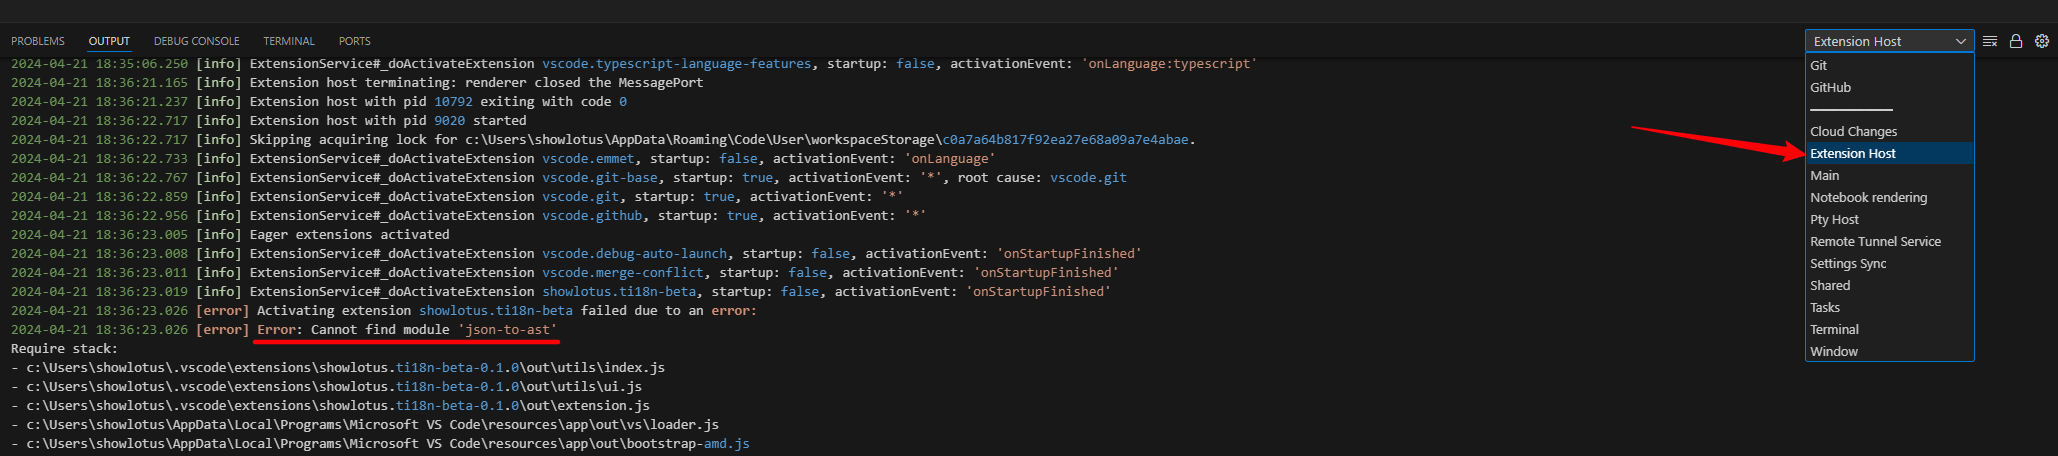 PROBLEMS OUTPUT DEBUG CONSOLE TERMINAL PORTS Extension Host
2024-04-21 18:35:06.250 [info] ExtensionService#_doActivateExtension vscode.typescript-language-features, startup: false, activationEvent: 'onLanguage:typescript'
2024-04-21 18:36:21.165 [info] Extension host terminating: renderer closed the MessagePort
2024-04-21 18:36:21.237 [info] Extension host with pid 10792 exiting with code 0
2024-04-21 18:36:22.717 [info] Extension host with pid 9020 started
2024-04-21 18:36:22.717 [info] Skipping acquiring lock for c:\Users\showlotus\AppData\Roaming\Code\User\workspaceStorage\c0a7a64b817f92ea27e68a09a7e4abae.
2024-04-21 18:36:22.733 [info] ExtensionService#_doActivateExtension vscode.emmet, startup: false, activationEvent: 'onLanguage'
2024-04-21 18:36:22.767 [info] ExtensionService#_doActivateExtension vscode.git-base, startup: true, activationEvent: '*', root cause: vscode.git
2024-04-21 18:36:22.859 [info] ExtensionService#_doActivateExtension vscode.git, startup: true, activationEvent: '*'
2024-04-21 18:36:22.956 [info] ExtensionService#_doActivateExtension vscode.github, startup: true, activationEvent: '*'
2024-04-21 18:36:23.005 [info] Eager extensions activated
2024-04-21 18:36:23.008 [info] ExtensionService#_doActivateExtension vscode.debug-auto-launch, startup: false, activationEvent: 'onStartupFinished'
2024-04-21 18:36:23.011 [info] ExtensionService#_doActivateExtension vscode.merge-conflict, startup: false, activationEvent: 'onStartupFinished'
2024-04-21 18:36:23.019 [info] ExtensionService#_doActivateExtension showlotus.ti18n-beta, startup: false, activationEvent: 'onStartupFinished'
2024-04-21 18:36:23.026 [error] Activating extension showlotus.ti18n-beta failed due to an error:
2024-04-21 18:36:23.026 [error] Error: Cannot find module 'json-to-ast'
Require stack:
- c:\Users\showlotus\.vscode\extensions\showlotus.ti18n-beta-0.1.0\out\utils\index.js
- c:\Users\showlotus\.vscode\extensions\showlotus.ti18n-beta-0.1.0\out\utils\ui.js
- c:\Users\showlotus\.vscode\extensions\showlotus.ti18n-beta-0.1.0\out\extension.js
- c:\Users\showlotus\AppData\Local\Programs\Microsoft VS Code\resources\app\out\vs\loader.js
- c:\Users\showlotus\AppData\Local\Programs\Microsoft VS Code\resources\app\out\bootstrap-amd.js
Git
GitHub
Cloud Changes
Extension Host
Main
Notebook rendering
Pty Host
Remote Tunnel Service
Settings Sync
Shared
Tasks
Terminal
Window